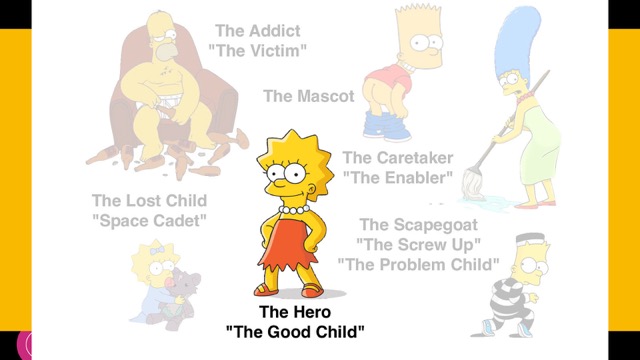 The Addict
"The Victim"
The Mascot
The Caretaker
"The Enabler"
The Lost Child
"Space Cadet"
The Scapegoat
"The Screw Up"
"The Problem Child"
The Hero
"The Good Child"